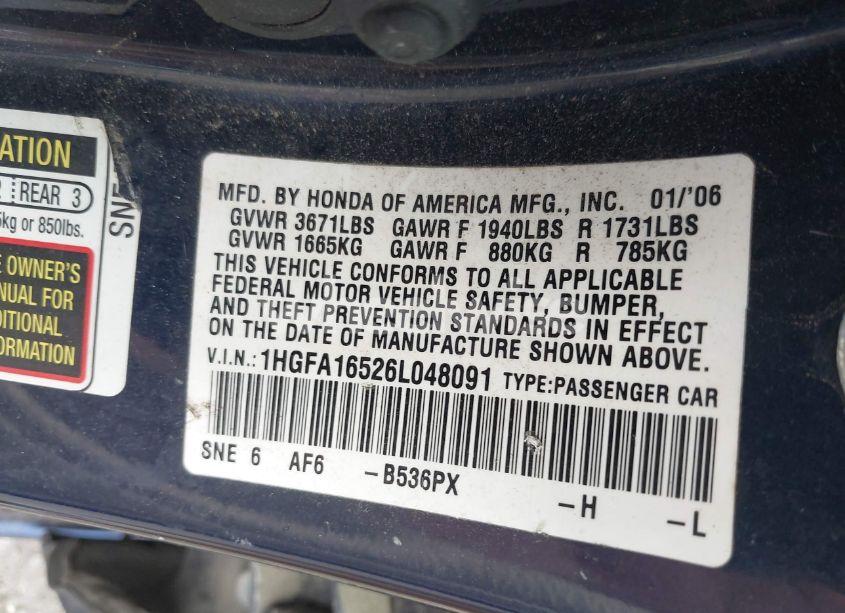 ATION
REAR 3
kg or 850lbs.
OWNER'S
NUAL FOR
DITIONAL
FORMATION
SNE
MFD. BY HONDA OF AMERICA MFG., INC. 01/'06
GVWR 3671LBS GAWR F 1940LBS R 1731LBS
GVWR 1665KG GAWR F 880KG R 785KG
THIS VEHICLE CONFORMS TO ALL APPLICABLE
FEDERAL MOTOR VEHICLE SAFETY, BUMPER,
AND THEFT PREVENTION STANDARDS IN EFFECT
ON THE DATE OF MANUFACTURE SHOWN ABOVE.
V.I.N.: 1HGFA16526L048091 TYPE:PASSENGER CAR
SNE 6 AF6 -B536PX -H -L